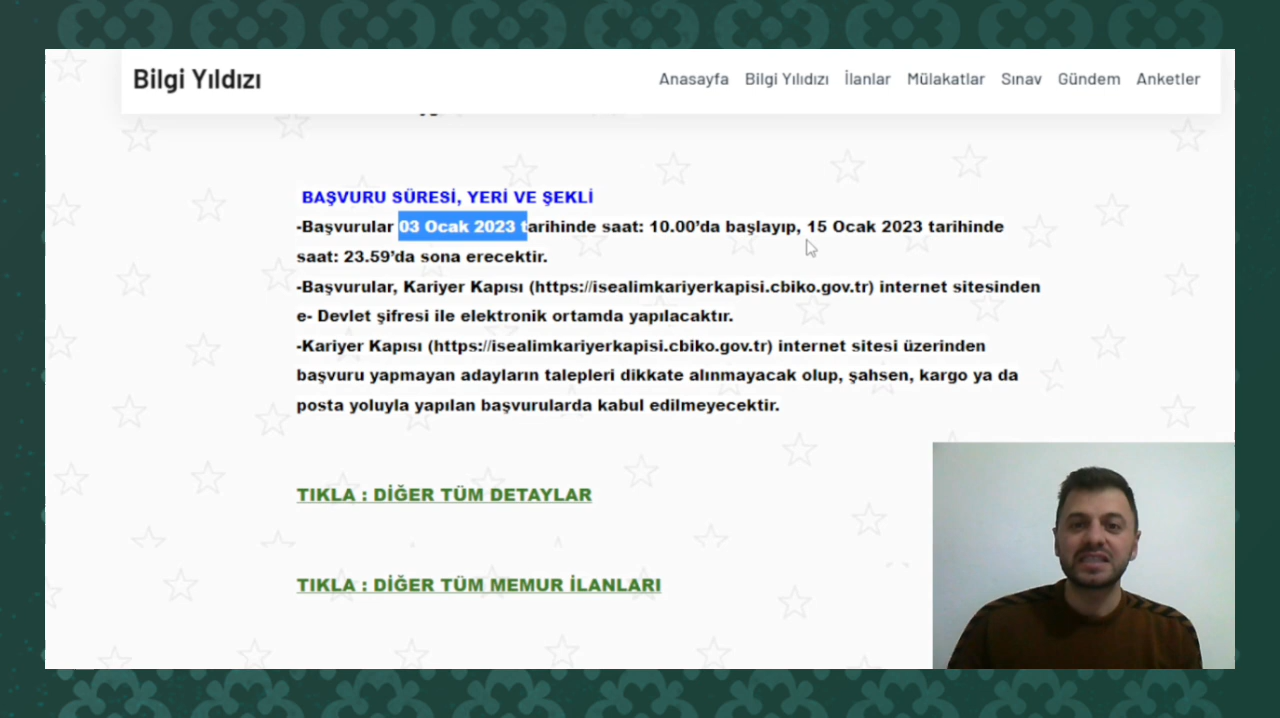 Bilgi Yıldızı
Anasayfa Bilgi Yılıdızı İlanlar Mülakatlar Sınav Gündem Anketler
BAŞVURU SÜRESİ, YERİ VE ŞEKLİ
-Başvurular 03 Ocak 2023 tarihinde saat: 10.00’da başlayıp, 15 Ocak 2023 tarihinde
saat: 23.59’da sona erecektir.
-Başvurular, Kariyer Kapısı (https://isealimkariyerkapisi.cbiko.gov.tr) internet sitesinden
e- Devlet şifresi ile elektronik ortamda yapılacaktır.
-Kariyer Kapısı (https://isealimkariyerkapisi.cbiko.gov.tr) internet sitesi üzerinden
başvuru yapmayan adayların talepleri dikkate alınmayacak olup, şahsen, kargo ya da
posta yoluyla yapılan başvurularda kabul edilmeyecektir.
TIKLA : DİĞER TÜM DETAYLAR
TIKLA : DİĞER TÜM MEMUR İLANLARI